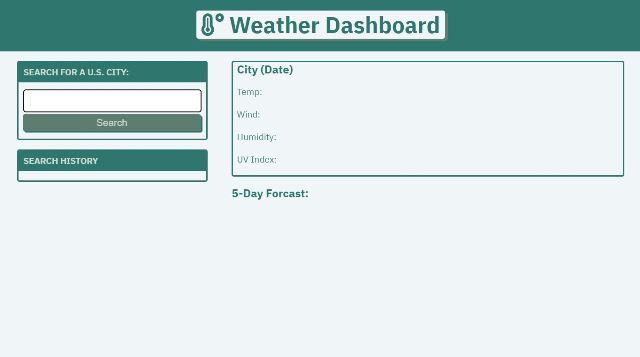 Weather Dashboard
SEARCH FOR A U.S. CITY:
Search
SEARCH HISTORY
City (Date)
Temp:
Wind:
Humidity:
UV Index:
5-Day Forcast: